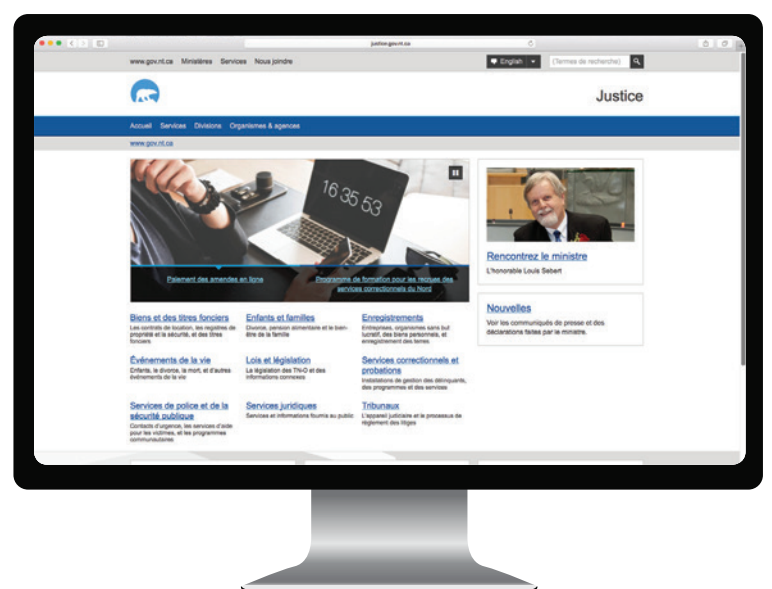 justice.gov.nt.ca
www.gov.nt.ca Ministères Services Nous joindre
English
(Termes de recherche)
Justice
Accueil Services Divisions Organismes & agences
www.gov.nt.ca
16 35 53
Paiement des amendes en ligne
Programme de formation pour les recrues des
services correctionnels du Nord
Rencontrez le ministre
L'honorable Louis Sebert
Nouvelles
Voir les communiqués de presse et des
déclarations faites par le ministre.
Biens et des titres fonciers
Les contrats de location, les registres de
propriété et la sécurité, et des titres
fonciers
Enfants et familles
Divorce, pension alimentaire et le bien-
être de la famille
Enregistrements
Entreprises, organismes sans but
lucratif, des biens personnels, et
enregistrement des terres
Événements de la vie
Enfants, le divorce, la mort, et d'autres
événements de la vie
Lois et législation
La législation des TN-O et des
informations connexes
Services correctionnels et
probations
Installations de gestion des délinquants,
des programmes et des services
Services de police et de la
sécurité publique
Contacts d'urgence, les services d'aide
pour les victimes, et les programmes
communautaires
Services juridiques
Services et informations fournis au public
Tribunaux
L'appareil judiciaire et le processus de
règlement des litiges